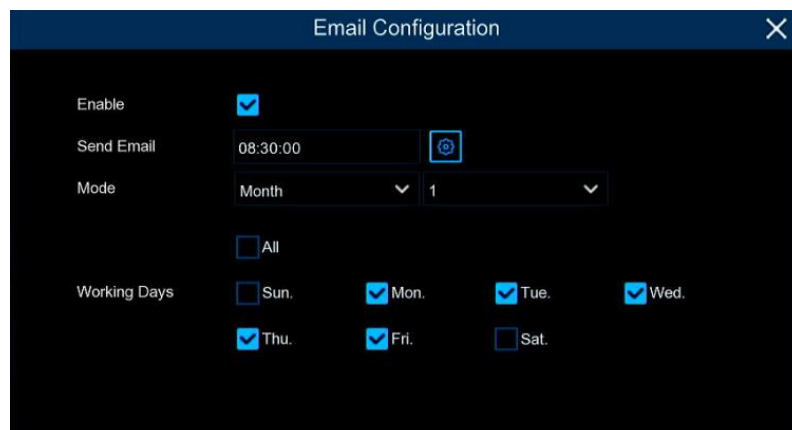 Email Configuration
Enable
Send Email 08:30:00
Mode Month 1
All
Working Days Sun. Mon. Tue. Wed.
Thu. Fri. Sat.